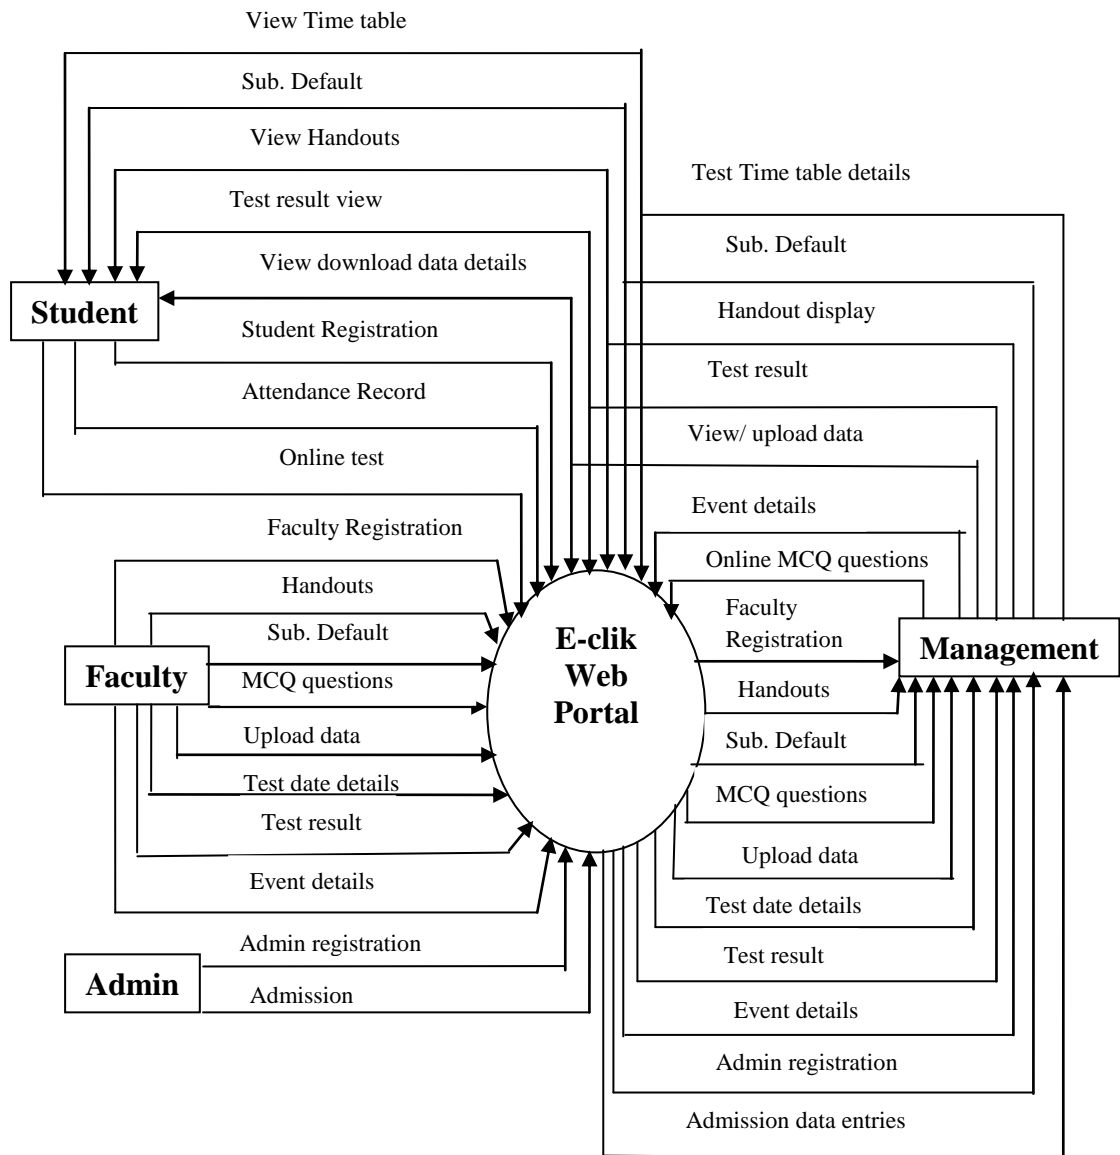 View Time table
Sub. Default
View Handouts
Test result view
View download data details
Student
Student Registration
Attendance Record
Online test
Faculty Registration
Handouts
Sub. Default
Faculty
MCQ questions
Upload data
Test date details
Test result
Event details
Admin registration
Admin
Admission
E-clik
Web
Portal
Test Time table details
Sub. Default
Handout display
Test result
View/ upload data
Event details
Online MCQ questions
Faculty
Registration
Management
Handouts
Sub. Default
MCQ questions
Upload data
Test date details
Test result
Event details
Admin registration
Admission data entries